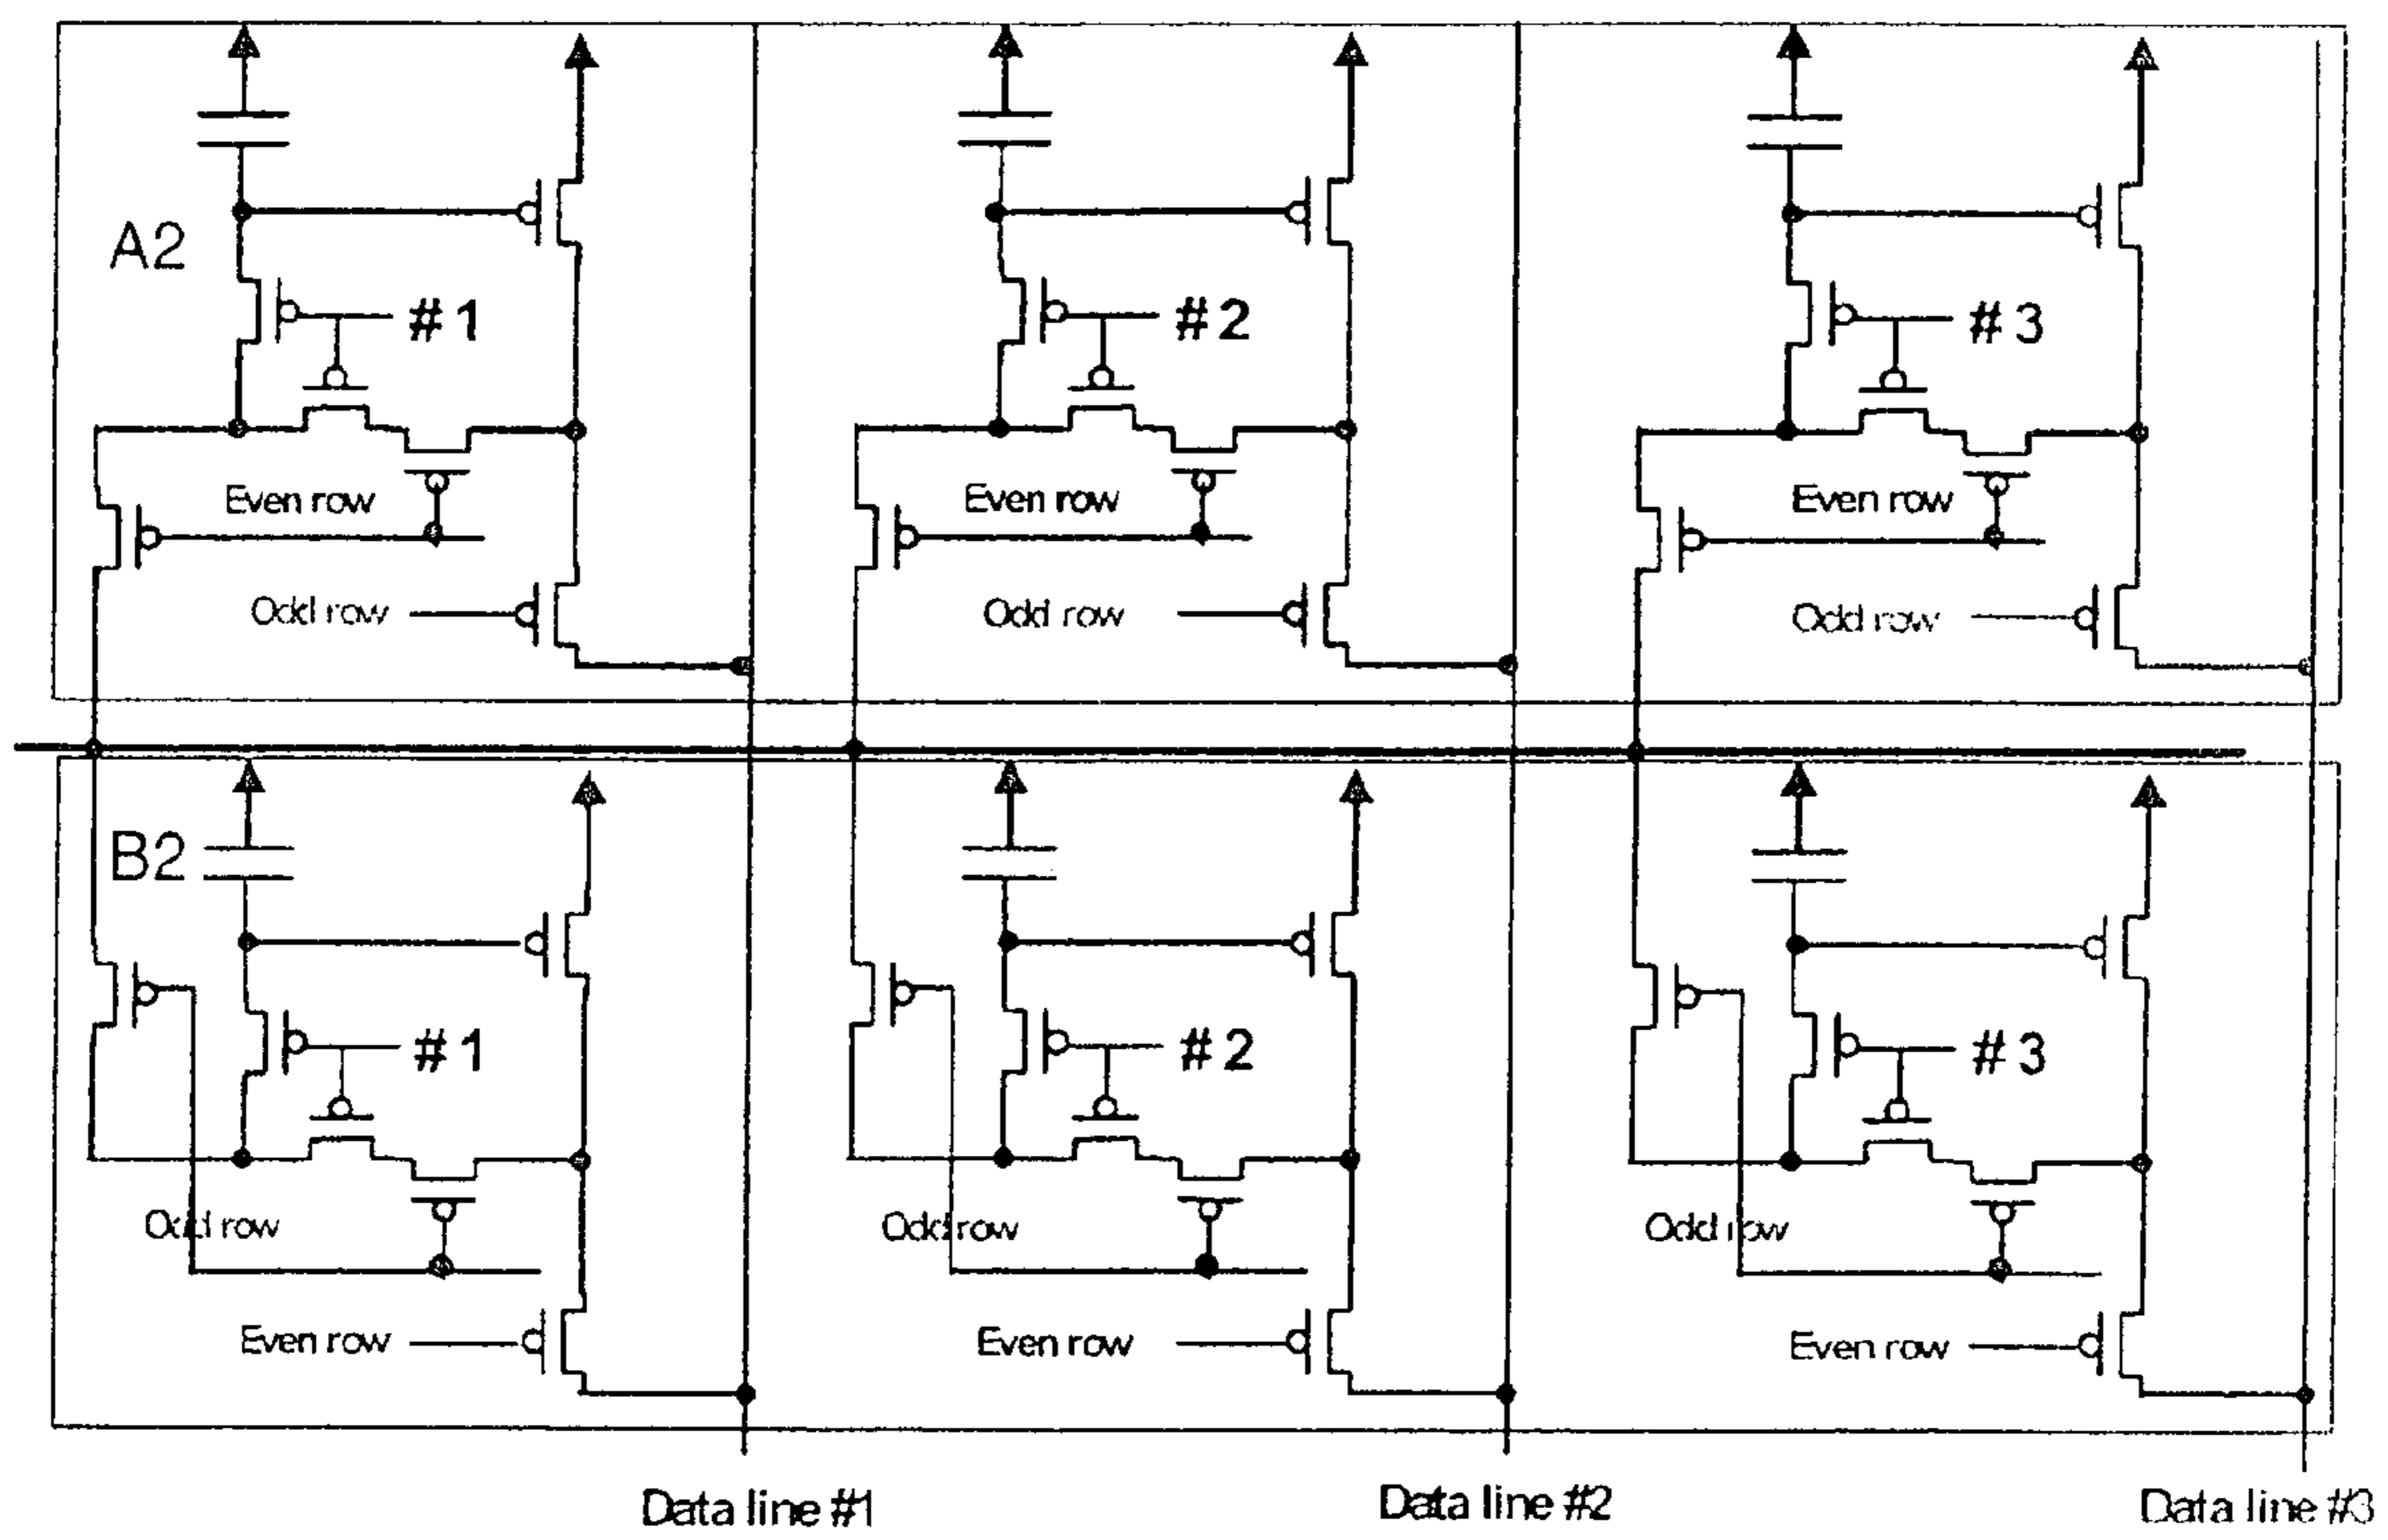 A2
#1
#2
#3
Even row
Even row
Even row
Odd row
Odd row
Odd row
B2
#1
#2
#3
Odd row
Odd row
Odd row
Even row
Even row
Even row
Data line #1
Data line #2
Data line #3